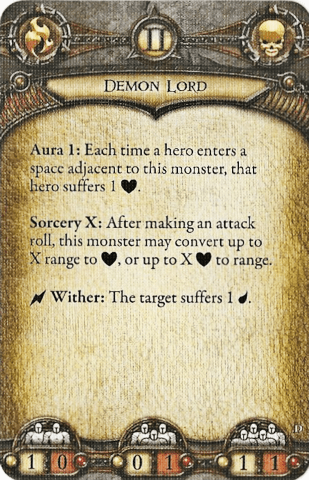 II
DEMON LORD
Aura 1: Each time a hero enters a
space adjacent to this monster, that
hero suffers 1 ♥.
Sorcery X: After making an attack
roll, this monster may convert up to
X range to ♥, or up to X ♥ to range.
Wither: The target suffers 1 .
D
1 0 0 1 1 1